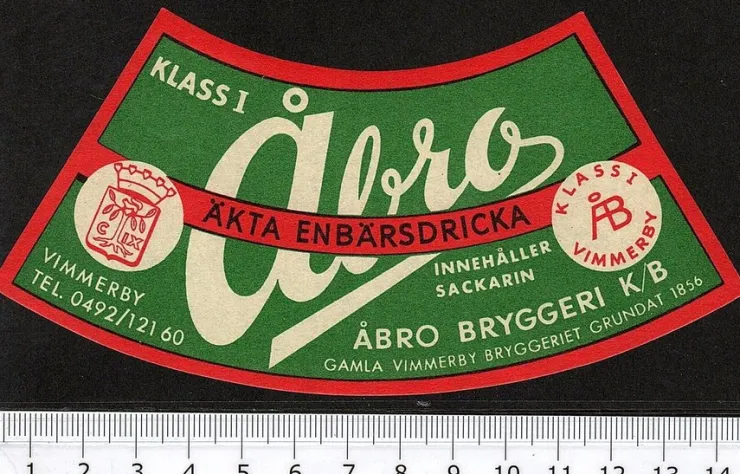 KLASS I
Åbro
ÄKTA ENBÄRSDRICKA
C IX
KLASS I
ÅB
VIMMERBY
INNEHÅLLER
SACKARIN
VIMMERBY
TEL. 0492/121 60
ÅBRO BRYGGERI K/B
GAMLA VIMMERBY BRYGGERIET GRUNDAT 1856
1 2 3 4 5 6 7 8 9 10 11 12 13 14